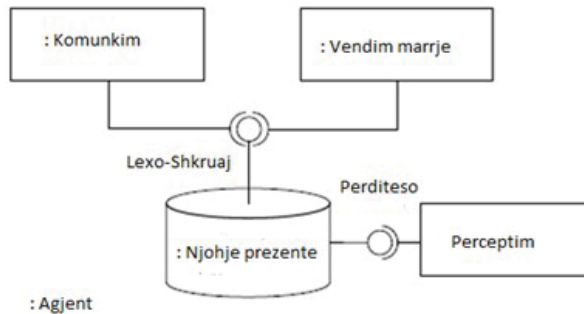 : Komunkim
: Vendim marrje
Lexo-Shkruaj
Perditeso
: Njohje prezente
Perceptim
: Agjent